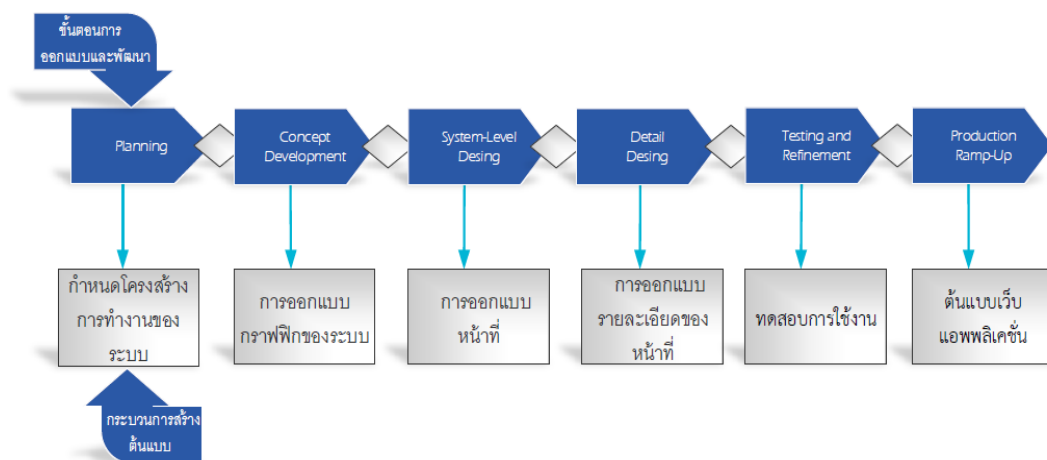 ขั้นตอนการ
ออกแบบและพัฒนา
Planning
Concept
Development
System-Level
Desing
Detail
Desing
Testing and
Refinement
Production
Ramp-Up
กำหนดโครงสร้าง
การทำงานของ
ระบบ
การออกแบบ
กราฟฟิกของระบบ
การออกแบบ
หน้าที่
การออกแบบ
รายละเอียดของ
หน้าที่
ทดสอบการใช้งาน
ต้นแบบเว็บ
แอพพลิเคชั่น
กระบวนการสร้าง
ต้นแบบ